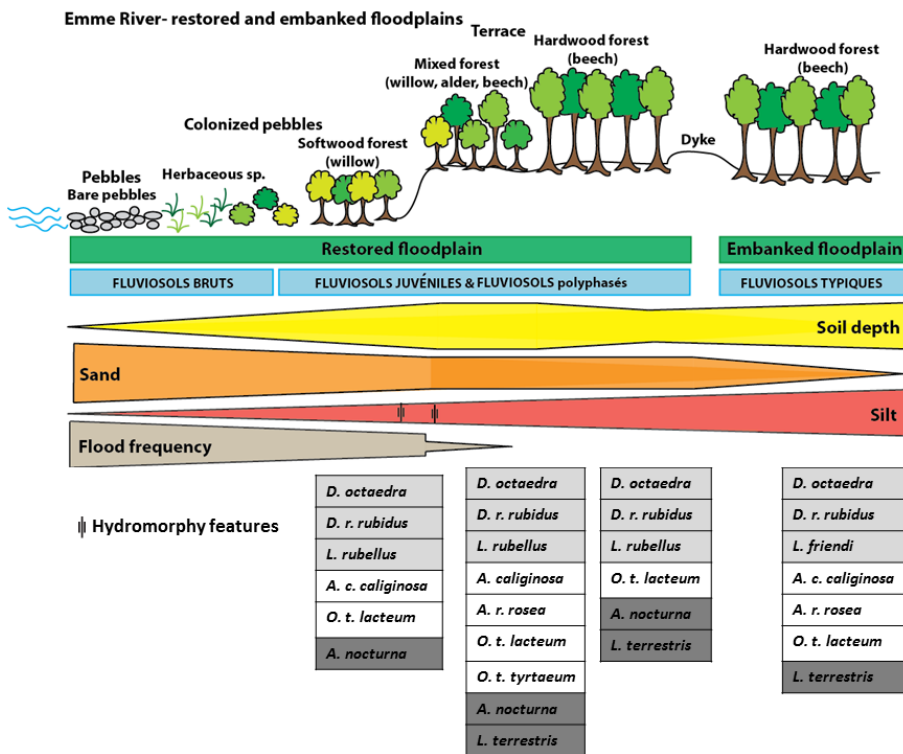 Emme River- restored and embanked floodplains
Terrace
Hardwood forest
(beech)
Hardwood forest
(beech)
Mixed forest
(willow, alder, beech)
Colonized pebbles
Softwood forest
(willow)
Dyke
Pebbles
Bare pebbles
Herbaceous sp.
Restored floodplain
Embanked floodplain
FLUVIOSOLS BRUTS
FLUVIOSOLS JUVÉNILES & FLUVIOSOLS polyphasés
FLUVIOSOLS TYPIQUES
Soil depth
Sand
Silt
Flood frequency
Hydromorphy features
D. octaedra
D. r. rubidus
L. rubellus
A. c. caliginosa
O. t. lacteum
A. nocturna
D. octaedra
D. r. rubidus
L. rubellus
A. caliginosa
A. r. rosea
O. t. lacteum
O. t. tyrtaeum
A. nocturna
L. terrestris
D. octaedra
D. r. rubidus
L. rubellus
O. t. lacteum
A. nocturna
L. terrestris
D. octaedra
D. r. rubidus
L. friendi
A. c. caliginosa
A. r. rosea
O. t. lacteum
L. terrestris